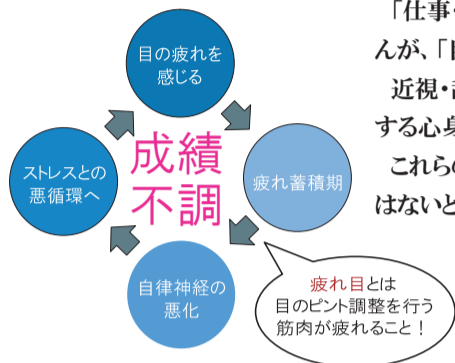 目の疲れを
感じる
疲れ蓄積期
自律神経の
悪化
ストレスとの
悪循環へ
成績
不調
疲れ目とは
目のピント調整を行う
筋肉が疲れること！
「仕事・
んが、「
近視・
する心身
これらの
はないと